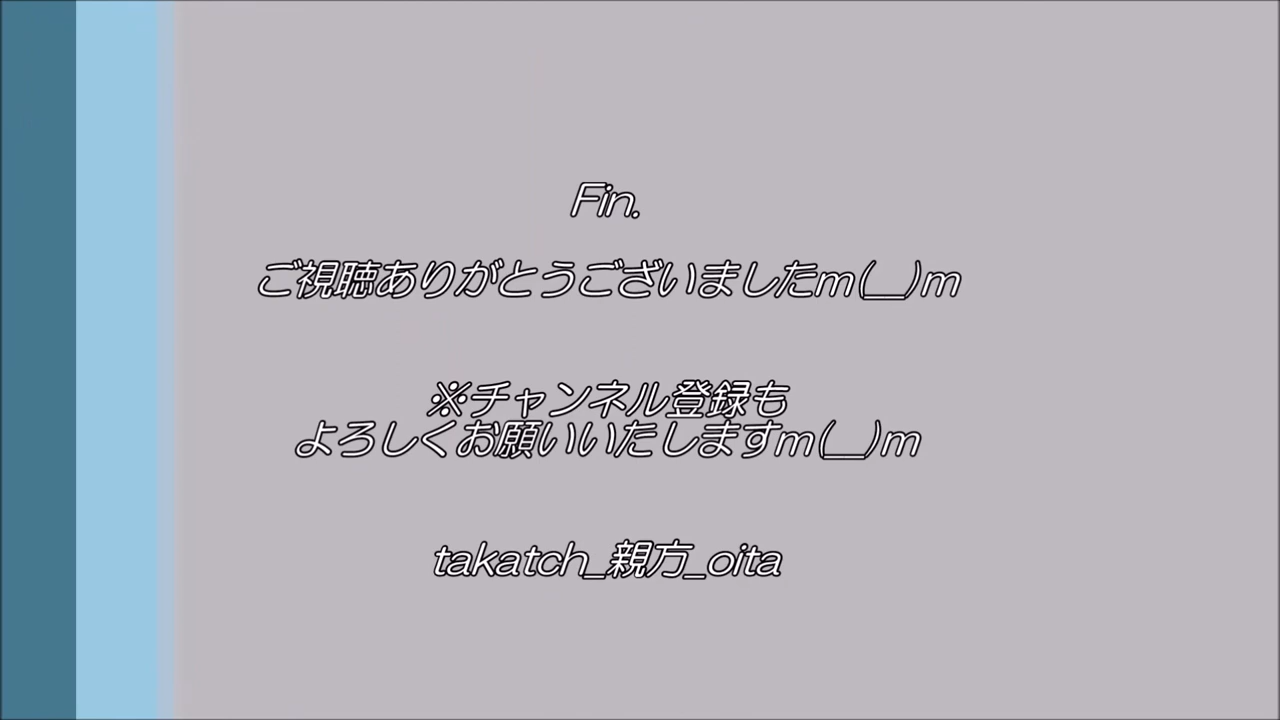 Fin.
ご視聴ありがとうございましたm(__)m
※チャンネル登録も
よろしくお願いいたしますm(__)m
takatch_親方_oita